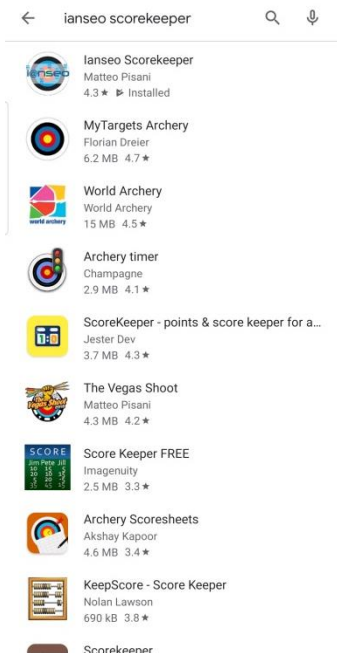 ianseo scorekeeper
Ianseo Scorekeeper
Matteo Pisani
4.3★ Installed
MyTargets Archery
Florian Dreier
6.2 MB 4.7★
World Archery
World Archery
15 MB 4.5★
Archery timer
Champagne
2.9 MB 4.1★
ScoreKeeper - points & score keeper for a...
Jester Dev
3.7 MB 4.3★
The Vegas Shoot
Matteo Pisani
4.3 MB 4.2★
SCORE
Jim Pete Jill
Score Keeper FREE
Imagenuity
2.5 MB 3.3★
Archery Scoresheets
Akshay Kapoor
4.6 MB 3.4★
KeepScore - Score Keeper
Nolan Lawson
690 kB 3.8★
Scorekeeper